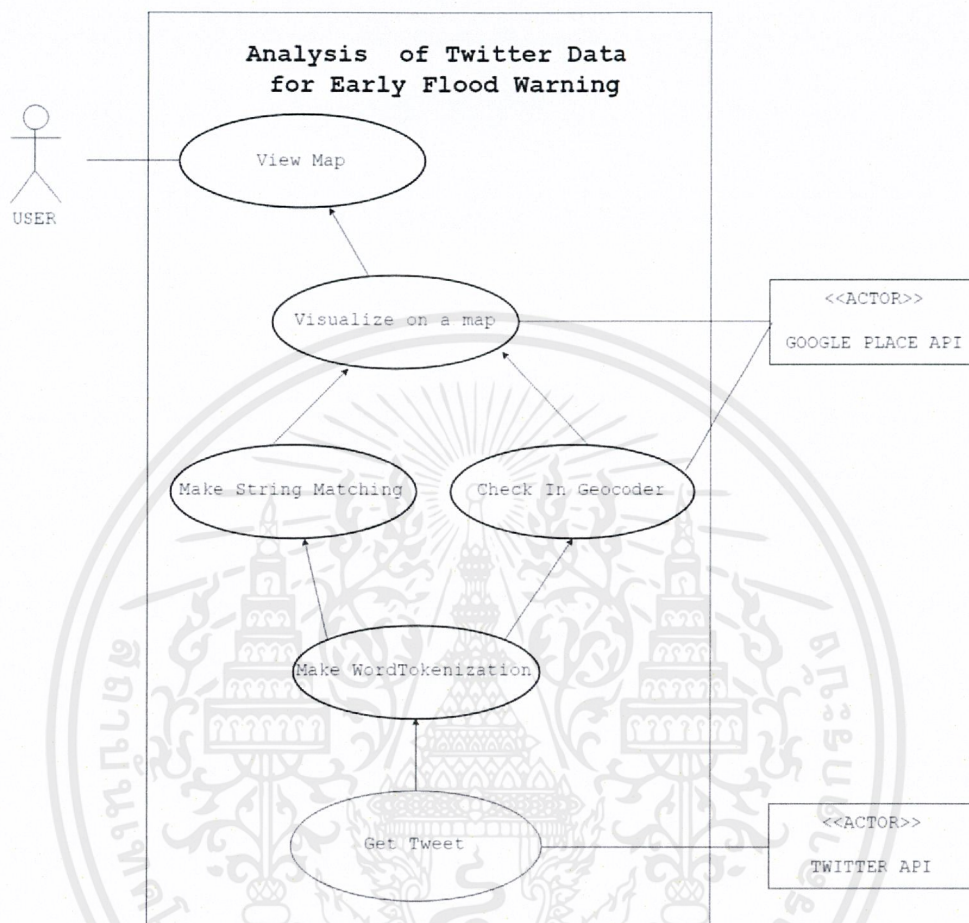 Analysis of Twitter Data
for Early Flood Warning
View Map
USER
Visualize on a map
<<ACTOR>>
GOOGLE PLACE API
Make String Matching
Check In Geocoder
Make WordTokenization
Get Tweet
<<ACTOR>>
TWITTER API